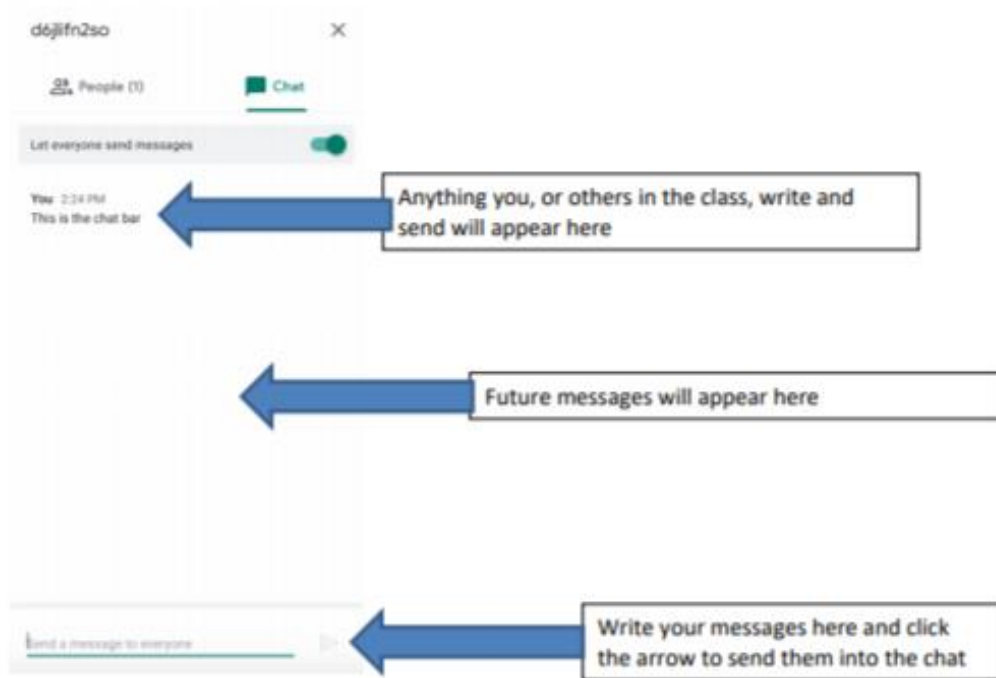 d6jlifn2so
People (1)
Chat
Let everyone send messages
You 2:24 PM
This is the chat bar
Anything you, or others in the class, write and
send will appear here
Future messages will appear here
Send a message to everyone
Write your messages here and click
the arrow to send them into the chat